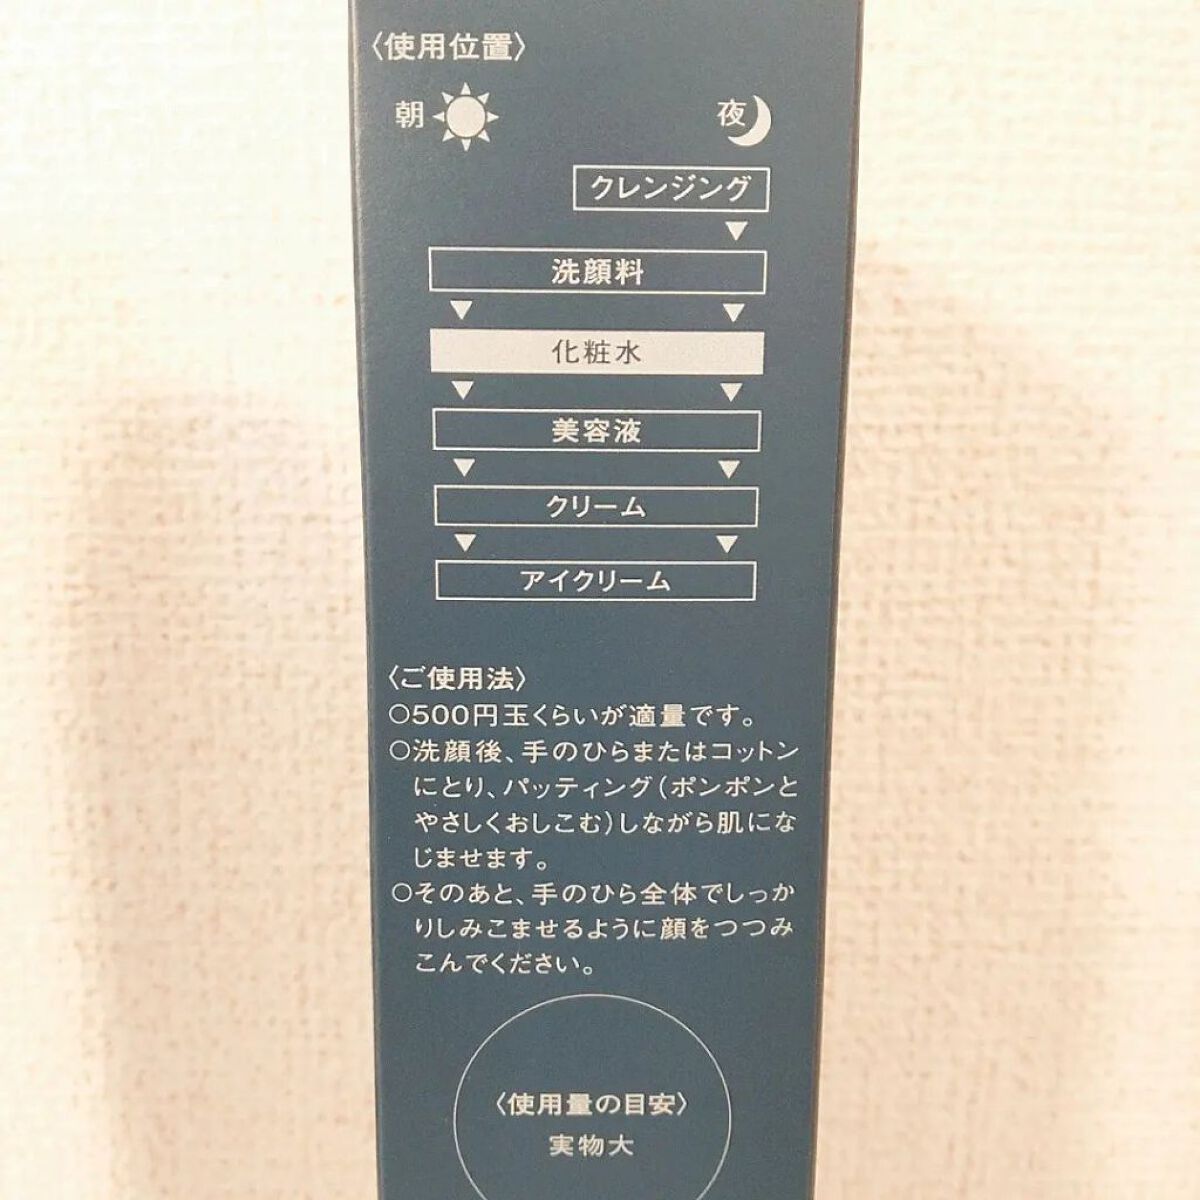 〈使用位置〉
朝 夜
クレンジング
洗顔料
化粧水
美容液
クリーム
アイクリーム
〈ご使用法〉
○500円玉くらいが適量です。
○洗顔後、手のひらまたはコットン
にとり、パッティング(ポンポンと
やさしくおしこむ)しながら肌にな
じませます。
○そのあと、手のひら全体でしっか
りしみこませるように顔をつつみ
こんでください。
〈使用量の目安〉
実物大